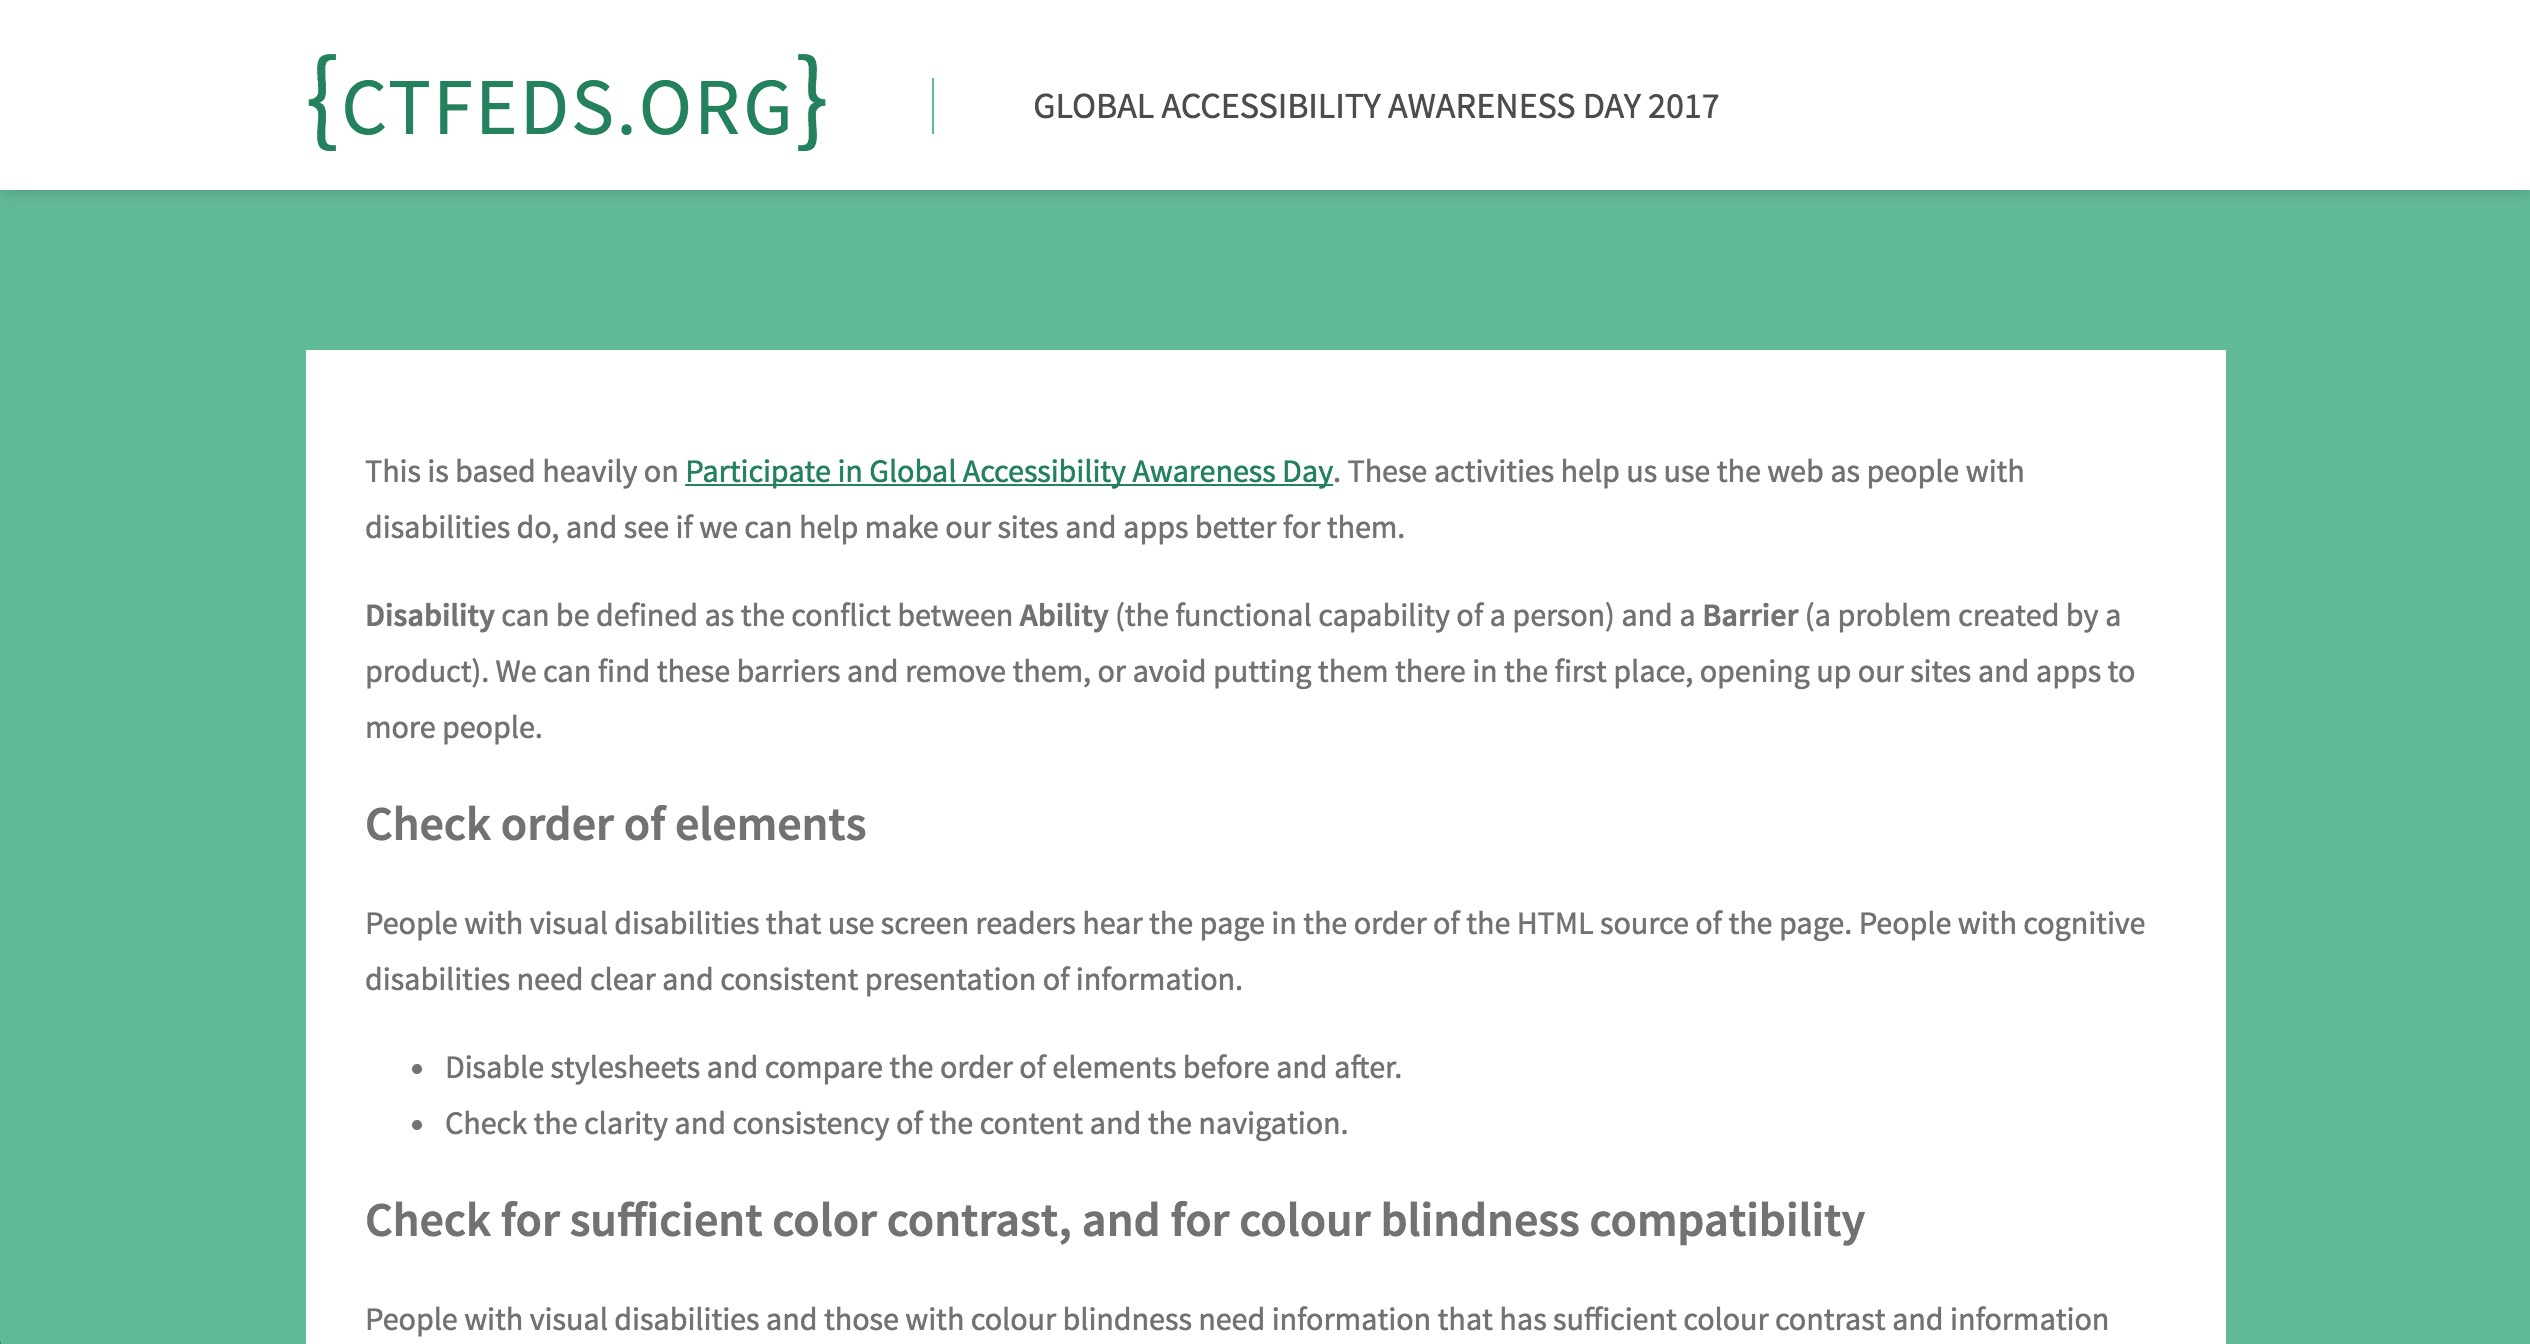 {CTFEDS.ORG}
GLOBAL ACCESSIBILITY AWARENESS DAY 2017
This is based heavily on Participate in Global Accessibility Awareness Day. These activities help us use the web as people with
disabilities do, and see if we can help make our sites and apps better for them.
Disability can be defined as the conflict between Ability (the functional capability of a person) and a Barrier (a problem created by a
product). We can find these barriers and remove them, or avoid putting them there in the first place, opening up our sites and apps to
more people.
Check order of elements
People with visual disabilities that use screen readers hear the page in the order of the HTML source of the page. People with cognitive
disabilities need clear and consistent presentation of information.
• Disable stylesheets and compare the order of elements before and after.
• Check the clarity and consistency of the content and the navigation.
Check for sufficient color contrast, and for colour blindness compatibility
People with visual disabilities and those with colour blindness need information that has sufficient colour contrast and information